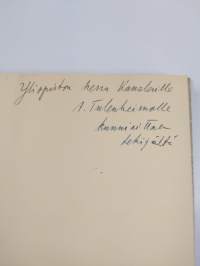 Yliopiston herra Kanslerille
A. Tulenheimolle
kunnioittaen
tekijältä